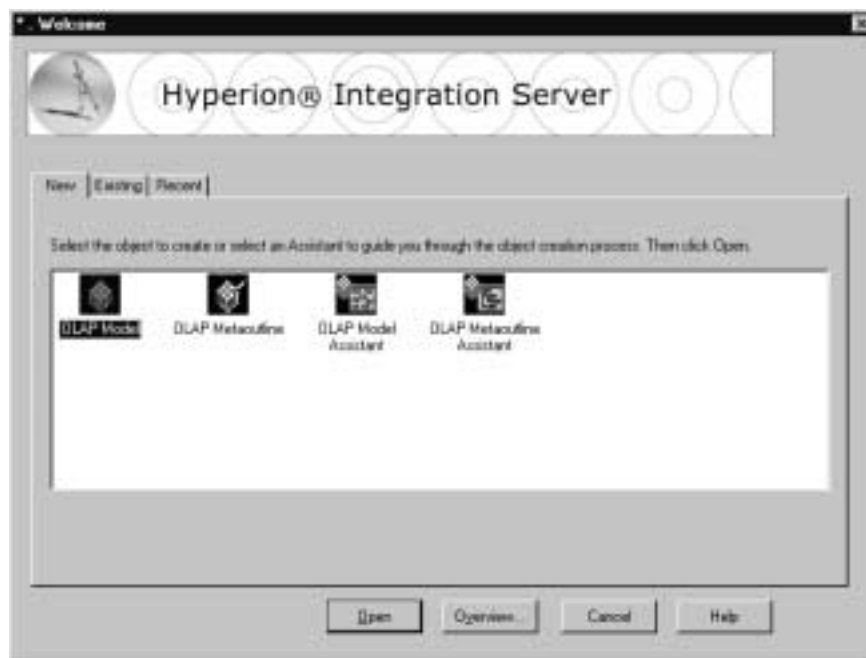 Welcome
Hyperion® Integration Server
New Existing Recent
Select the object to create or select an Assistant to guide you through the object creation process. Then click Open.
OLAP Model OLAP Metaoutline OLAP Model Assistant OLAP Metaoutline Assistant
Open Overview... Cancel Help